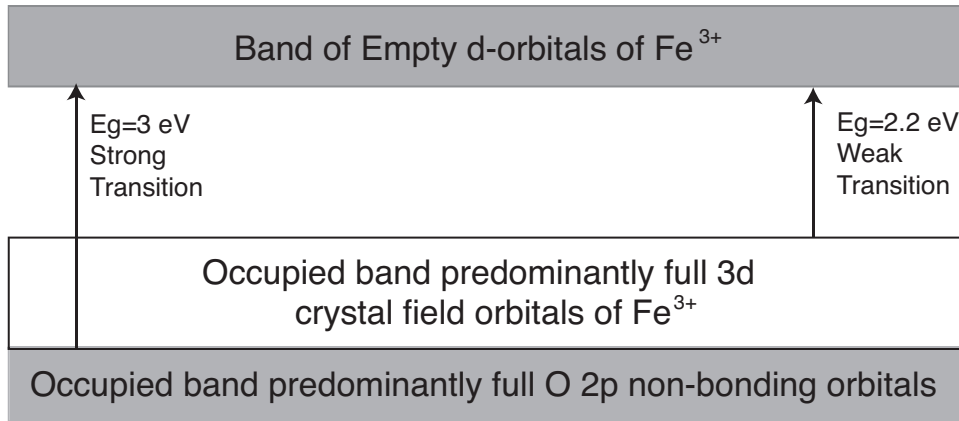 Band of Empty d-orbitals of Fe³⁺
Eg=3 eV
Strong
Transition
Eg=2.2 eV
Weak
Transition
Occupied band predominantly full 3d
crystal field orbitals of Fe³⁺
Occupied band predominantly full O 2p non-bonding orbitals